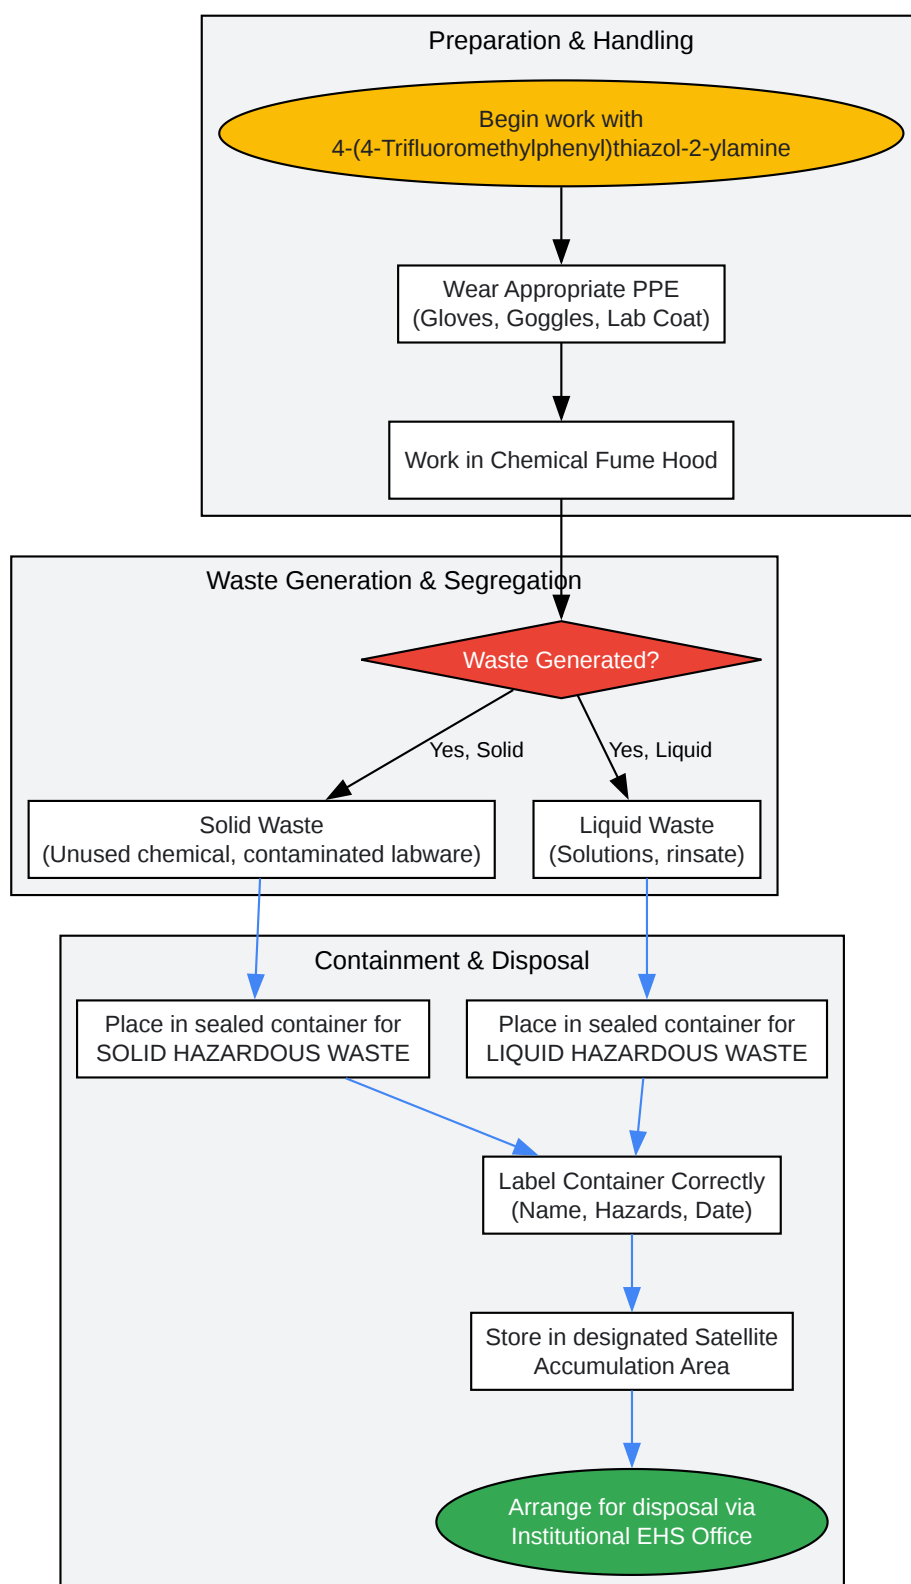 Preparation & Handling
Begin work with
4-(4-Trifluoromethylphenyl)thiazol-2-ylamine
Wear Appropriate PPE
(Gloves, Goggles, Lab Coat)
Work in Chemical Fume Hood
Waste Generation & Segregation
Waste Generated?
Yes, Solid
Yes, Liquid
Solid Waste
(Unused chemical, contaminated labware)
Liquid Waste
(Solutions, rinsate)
Containment & Disposal
Place in sealed container for
SOLID HAZARDOUS WASTE
Place in sealed container for
LIQUID HAZARDOUS WASTE
Label Container Correctly
(Name, Hazards, Date)
Store in designated Satellite
Accumulation Area
Arrange for disposal via
Institutional EHS Office